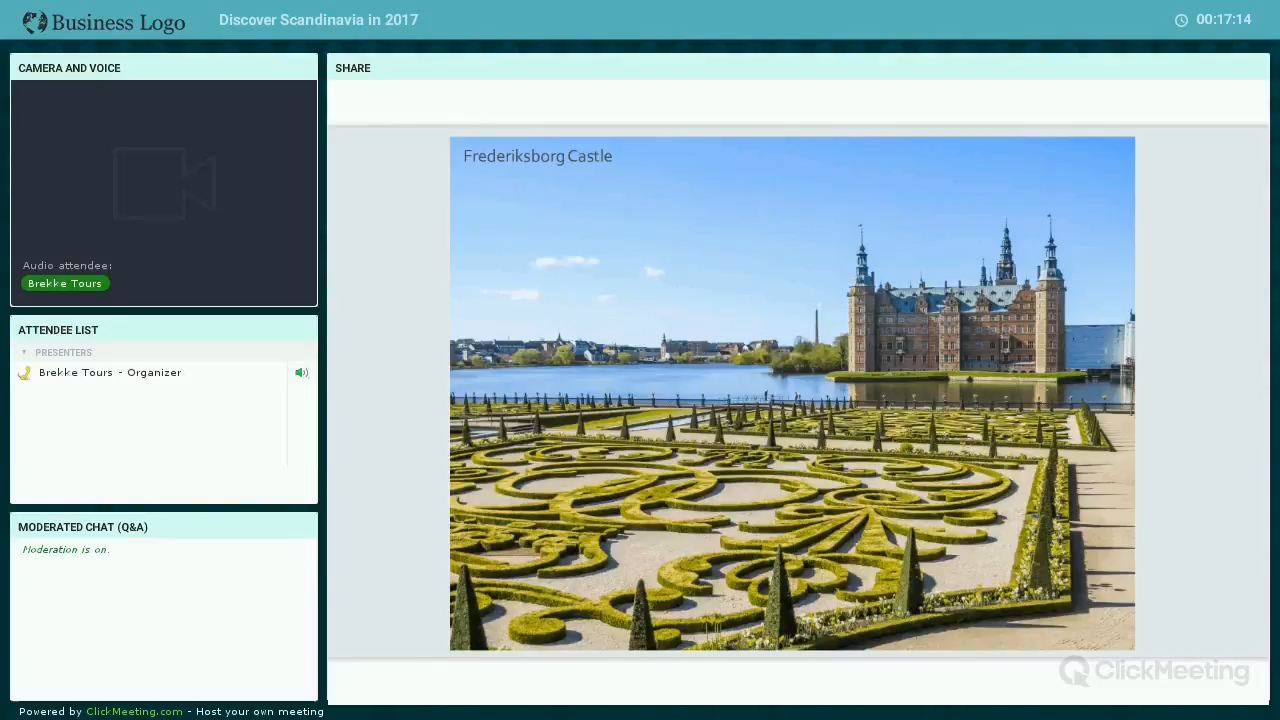 Business Logo
Discover Scandinavia in 2017
00:17:14
CAMERA AND VOICE
Audio attendee:
Brekke Tours
ATTENDEE LIST
PRESENTERS
Brekke Tours - Organizer
MODERATED CHAT (Q&A)
Moderation is on.
SHARE
Frederiksborg Castle
ClickMeeting
Powered by ClickMeeting.com - Host your own meeting